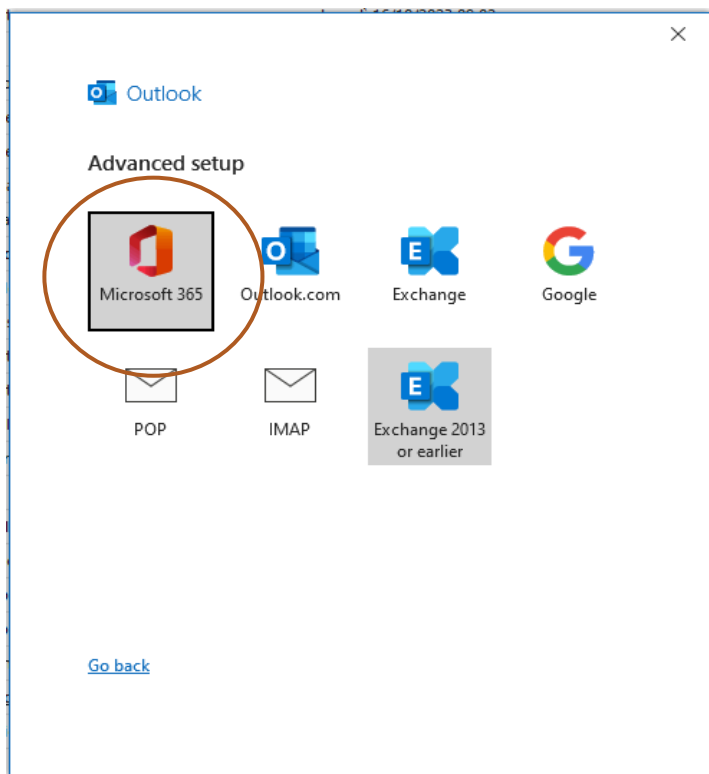 Outlook
Advanced setup
Microsoft 365
Outlook.com
Exchange
Google
POP
IMAP
Exchange 2013
or earlier
Go back